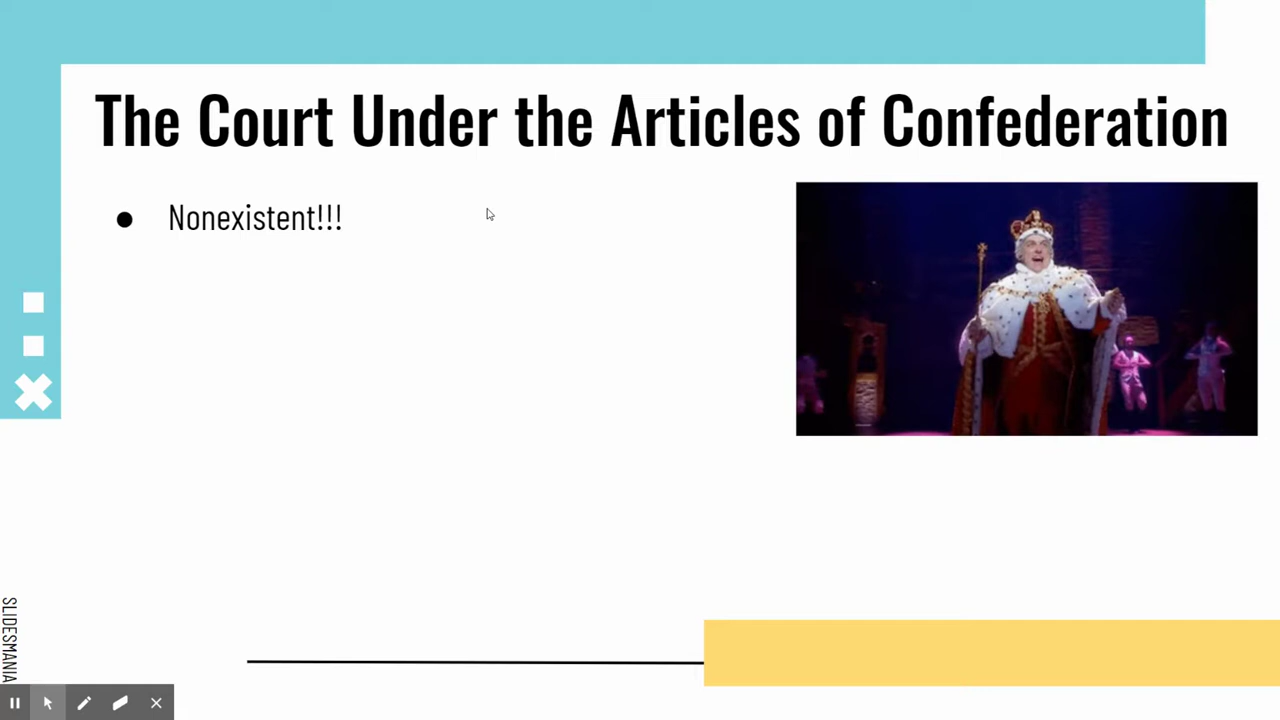 The Court Under the Articles of Confederation
● Nonexistent!!!
SLIDESMANIA